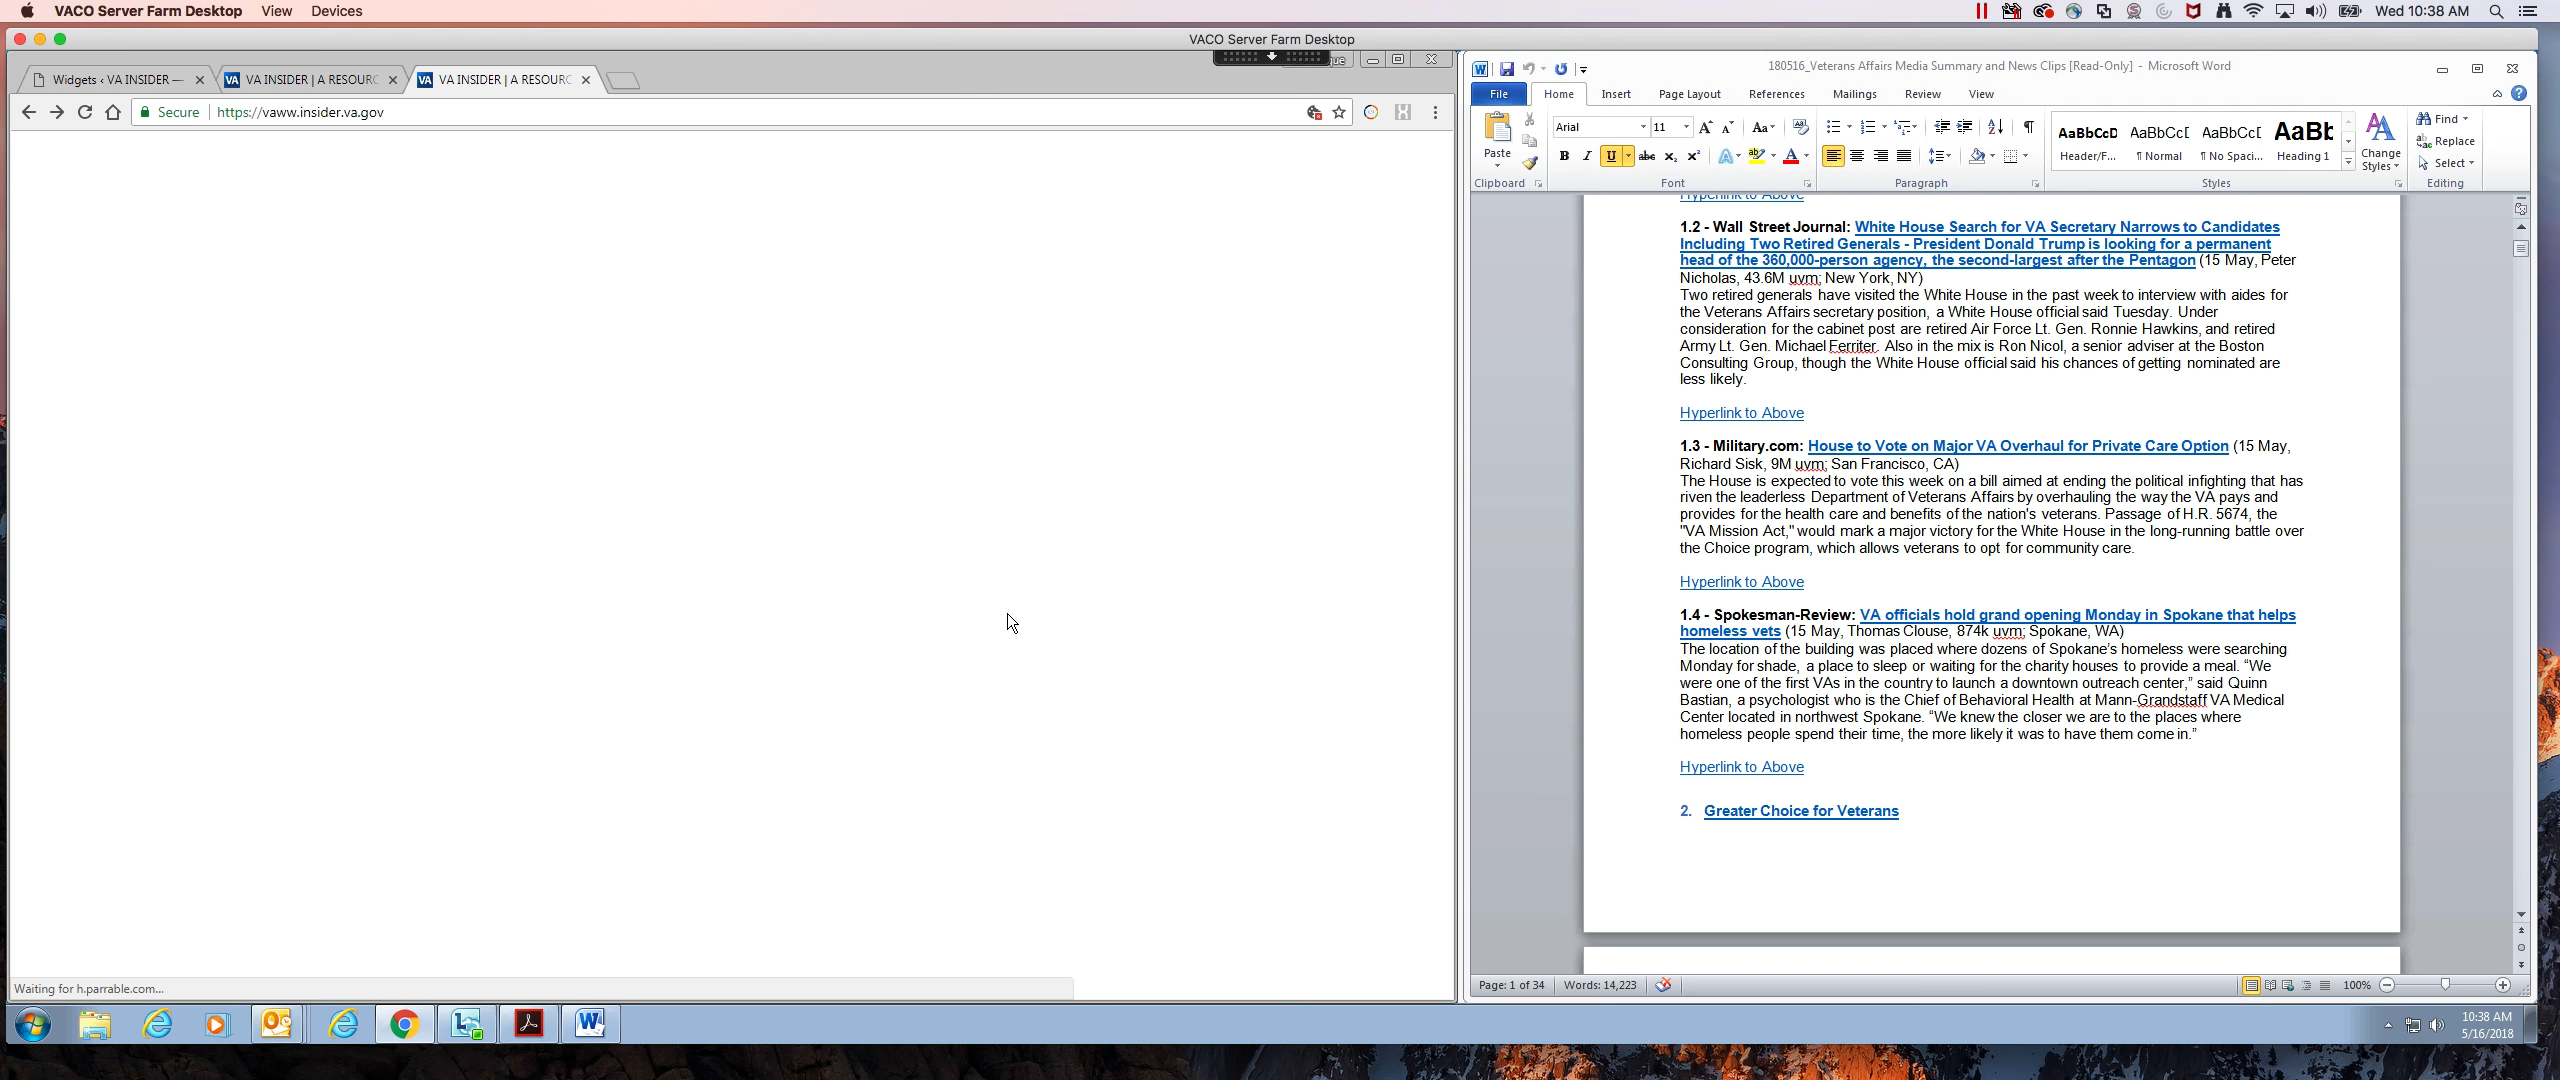 VACO Server Farm Desktop View Devices
Wed 10:38 AM
VACO Server Farm Desktop
Widgets ‹ VA INSIDER —
VA INSIDER | A RESOURC
VA INSIDER | A RESOURC
Secure https://vaww.insider.va.gov
Waiting for h.parrable.com...
180516_Veterans Affairs Media Summary and News Clips [Read-Only] - Microsoft Word
File Home Insert Page Layout References Mailings Review View
Paste
Clipboard
Arial 11
Font
Paragraph
AaBbCcD AaBbCcI AaBbCcI AaBb
Header/F... ¶ Normal ¶ No Spaci... Heading 1
Change Styles
Styles
Find
Replace
Select
Editing
Hyperlink to Above
1.2 - Wall Street Journal: White House Search for VA Secretary Narrows to Candidates
Including Two Retired Generals - President Donald Trump is looking for a permanent
head of the 360,000-person agency, the second-largest after the Pentagon (15 May, Peter
Nicholas, 43.6M uvm; New York, NY)
Two retired generals have visited the White House in the past week to interview with aides for
the Veterans Affairs secretary position, a White House official said Tuesday. Under
consideration for the cabinet post are retired Air Force Lt. Gen. Ronnie Hawkins, and retired
Army Lt. Gen. Michael Ferriter. Also in the mix is Ron Nicol, a senior adviser at the Boston
Consulting Group, though the White House official said his chances of getting nominated are
less likely.
Hyperlink to Above
1.3 - Military.com: House to Vote on Major VA Overhaul for Private Care Option (15 May,
Richard Sisk, 9M uvm; San Francisco, CA)
The House is expected to vote this week on a bill aimed at ending the political infighting that has
riven the leaderless Department of Veterans Affairs by overhauling the way the VA pays and
provides for the health care and benefits of the nation's veterans. Passage of H.R. 5674, the
"VA Mission Act," would mark a major victory for the White House in the long-running battle over
the Choice program, which allows veterans to opt for community care.
Hyperlink to Above
1.4 - Spokesman-Review: VA officials hold grand opening Monday in Spokane that helps
homeless vets (15 May, Thomas Clouse, 874k uvm; Spokane, WA)
The location of the building was placed where dozens of Spokane's homeless were searching
Monday for shade, a place to sleep or waiting for the charity houses to provide a meal. “We
were one of the first VAs in the country to launch a downtown outreach center,” said Quinn
Bastian, a psychologist who is the Chief of Behavioral Health at Mann-Grandstaff VA Medical
Center located in northwest Spokane. “We knew the closer we are to the places where
homeless people spend their time, the more likely it was to have them come in.”
Hyperlink to Above
2. Greater Choice for Veterans
Page: 1 of 34 Words: 14,223
100%
10:38 AM
5/16/2018